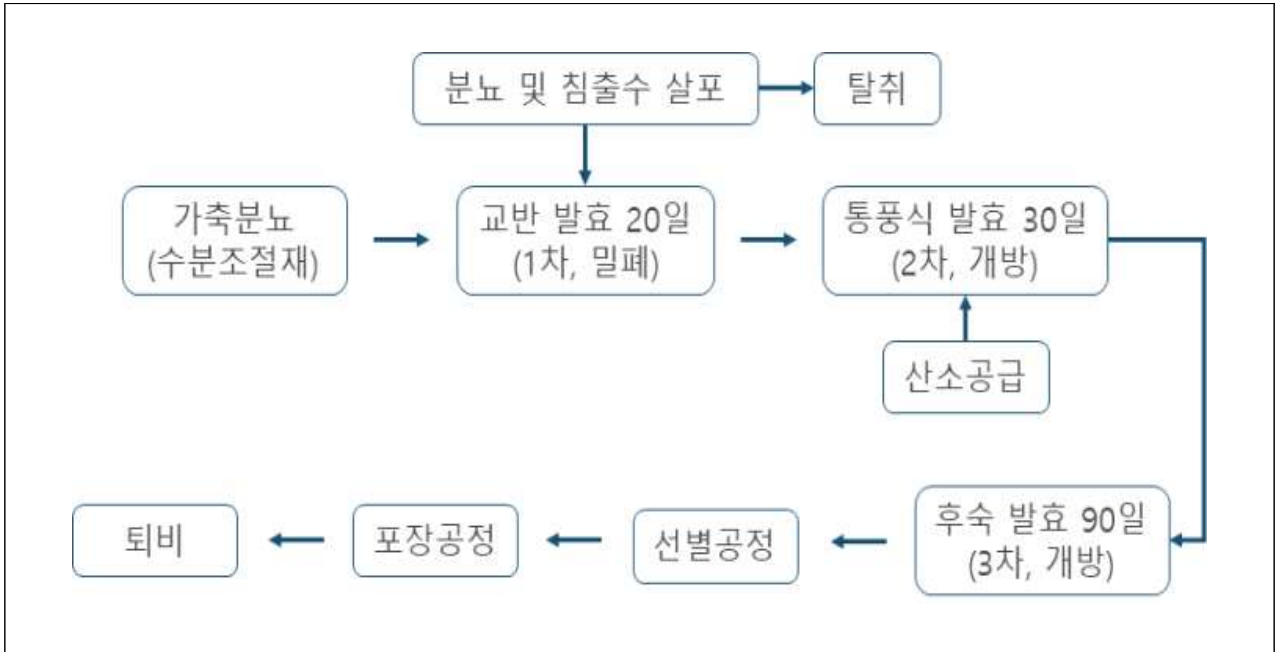 분뇨 및 침출수 살포
탈취
가축분뇨
(수분조절재)
교반 발효 20일
(1차, 밀폐)
통풍식 발효 30일
(2차, 개방)
산소공급
후숙 발효 90일
(3차, 개방)
선별공정
포장공정
퇴비